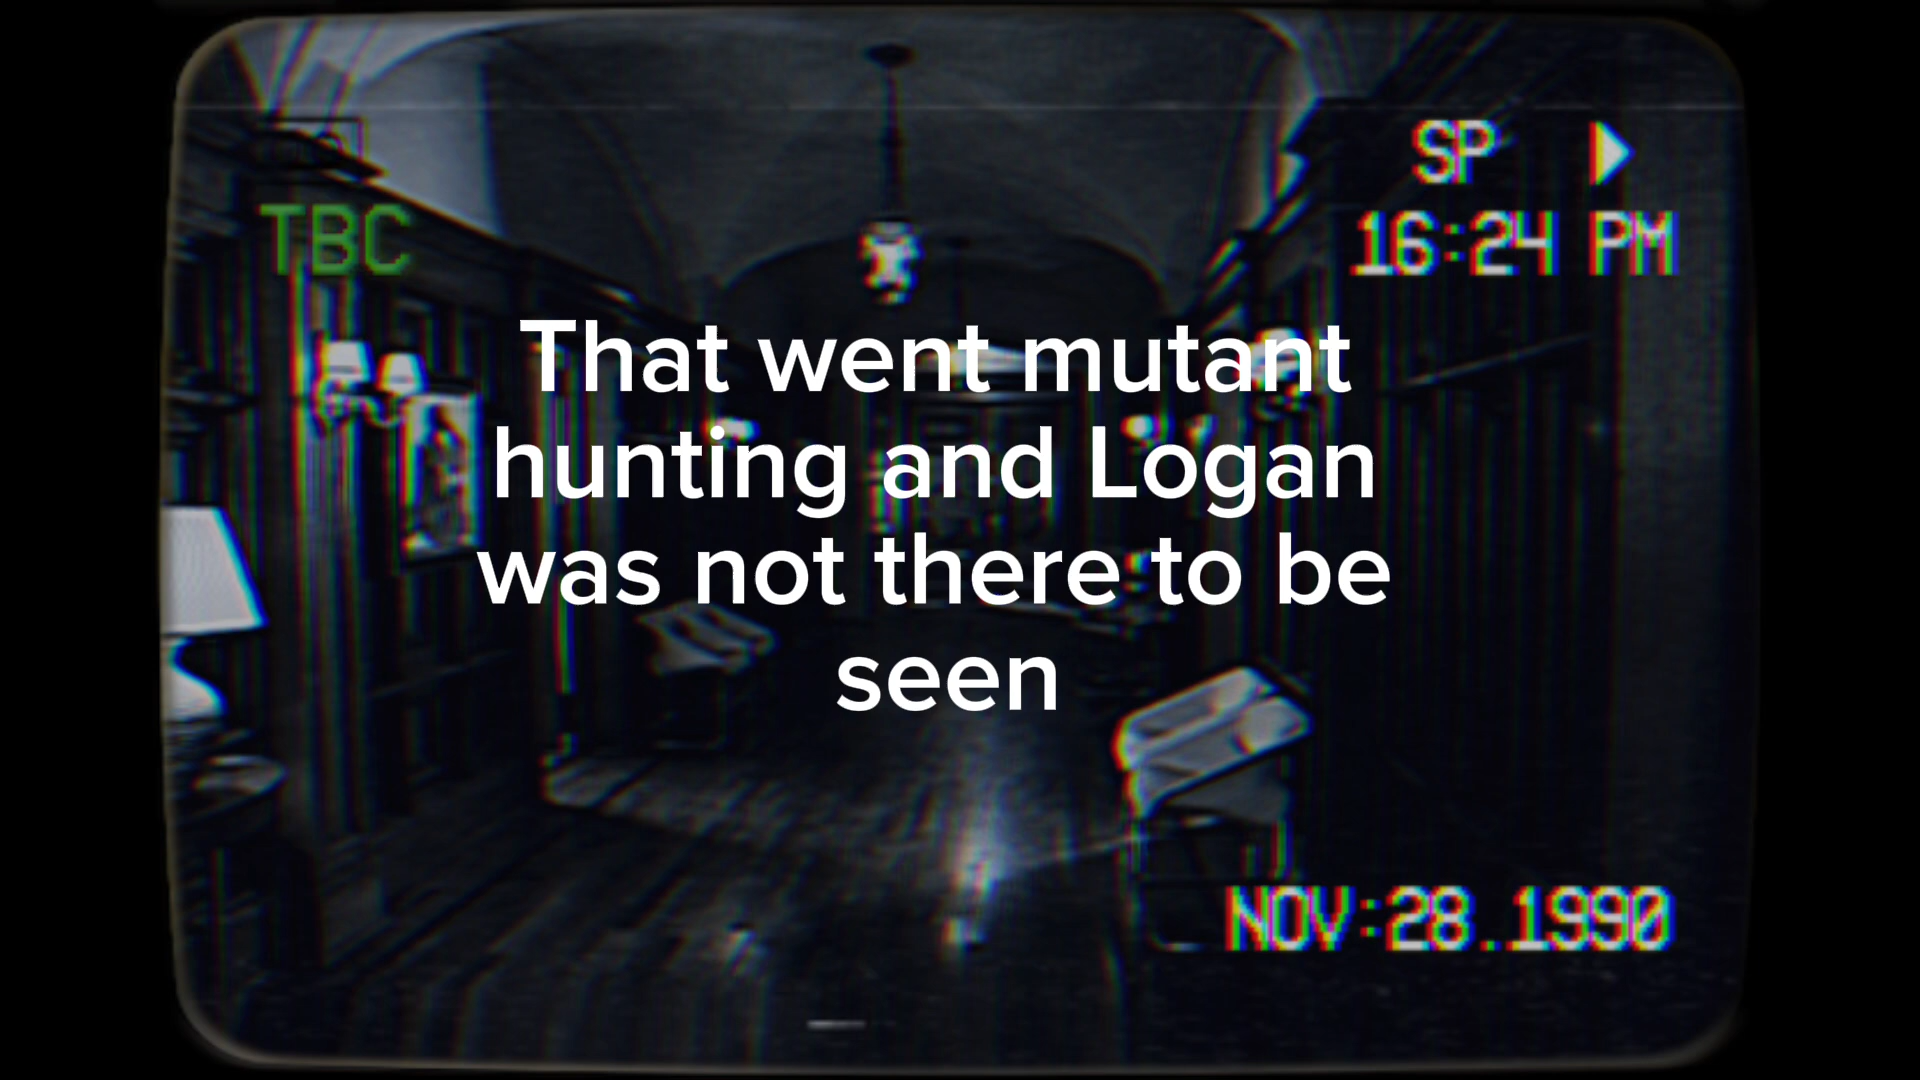 SP
TBC
16:24 PM
That went mutant
hunting and Logan
was not there to be
seen
NOV:28.1990